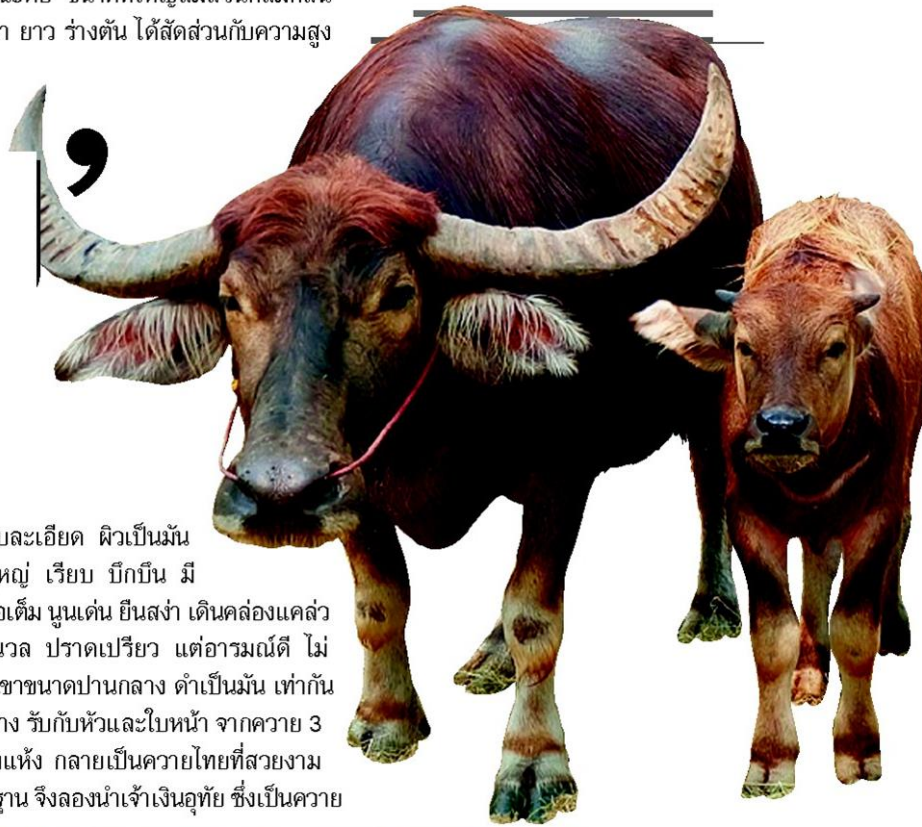 า ยาว ร่างตัน ได้สัดส่วนกับความสูง
’
บละเอียด ผิวเป็นมัน
หญ่ เรียบ บึกบึน มี
อเต็ม นูนเด่น ยืนสง่า เดินคล่องแคล่ว
นวล ปราดเปรียว แต่อารมณ์ดี ไม่
เขาขนาดปานกลาง ดำเป็นมัน เท่ากัน
าง รับกับหัวและใบหน้า จากควาย 3
แห้ง กลายเป็นควายไทยที่สวยงาม
ฐาน จึงลองนำเจ้าเงินอุทัย ซึ่งเป็นควาย